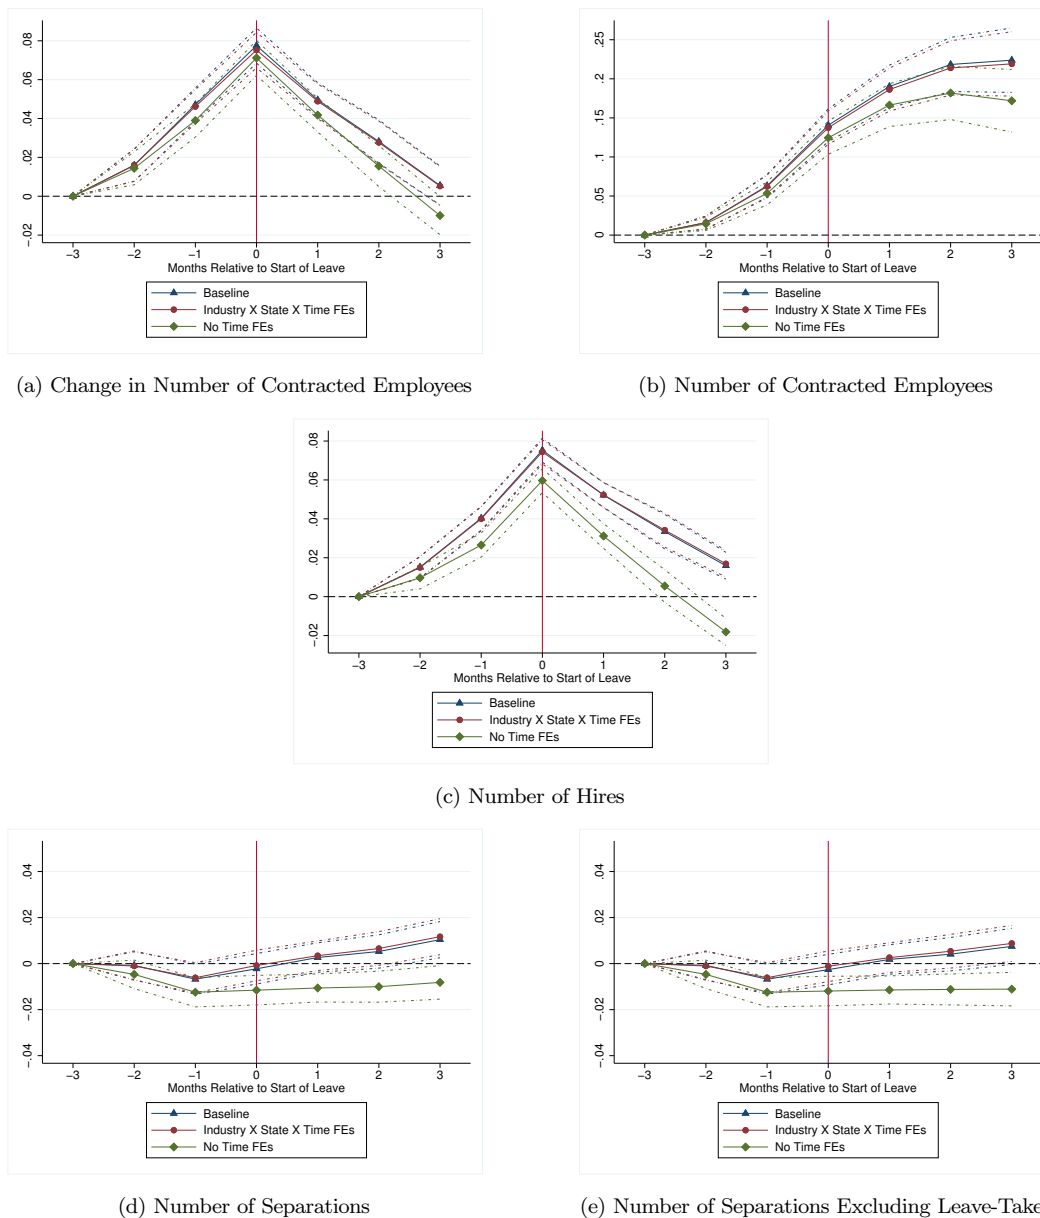 .08
.06
.04
.02
0
-.02
-3 -2 -1 0 1 2 3
Months Relative to Start of Leave
Baseline
Industry X State X Time FEs
No Time FEs
(a) Change in Number of Contracted Employees
.25
.2
.15
.1
.05
0
-3 -2 -1 0 1 2 3
Months Relative to Start of Leave
Baseline
Industry X State X Time FEs
No Time FEs
(b) Number of Contracted Employees
.08
.06
.04
.02
0
-.02
-3 -2 -1 0 1 2 3
Months Relative to Start of Leave
Baseline
Industry X State X Time FEs
No Time FEs
(c) Number of Hires
.04
.02
0
-.02
-.04
-3 -2 -1 0 1 2 3
Months Relative to Start of Leave
Baseline
Industry X State X Time FEs
No Time FEs
(d) Number of Separations
.04
.02
0
-.02
-.04
-3 -2 -1 0 1 2 3
Months Relative to Start of Leave
Baseline
Industry X State X Time FEs
No Time FEs
(e) Number of Separations Excluding Leave-Take